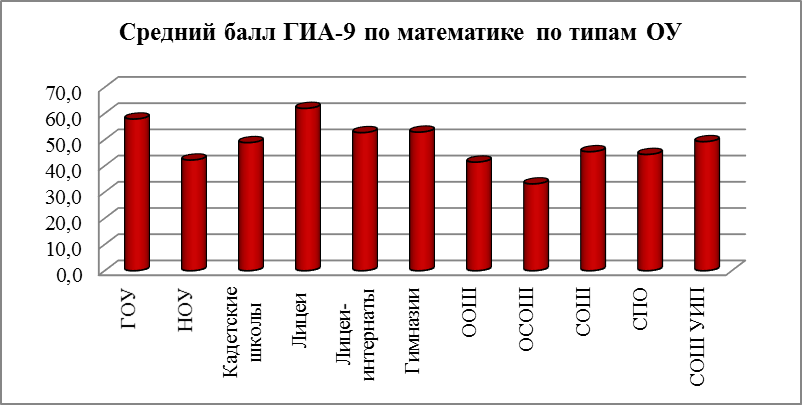 Средний балл ГИА-9 по математике по типам ОУ
70,0
60,0
50,0
40,0
30,0
20,0
10,0
0,0
ГОУ
НОУ
Кадетские
школы
Лицеи
Лицеи-
интернаты
Гимназии
ООШ
ОСОШ
СОШ
СПО
СОШ УИП